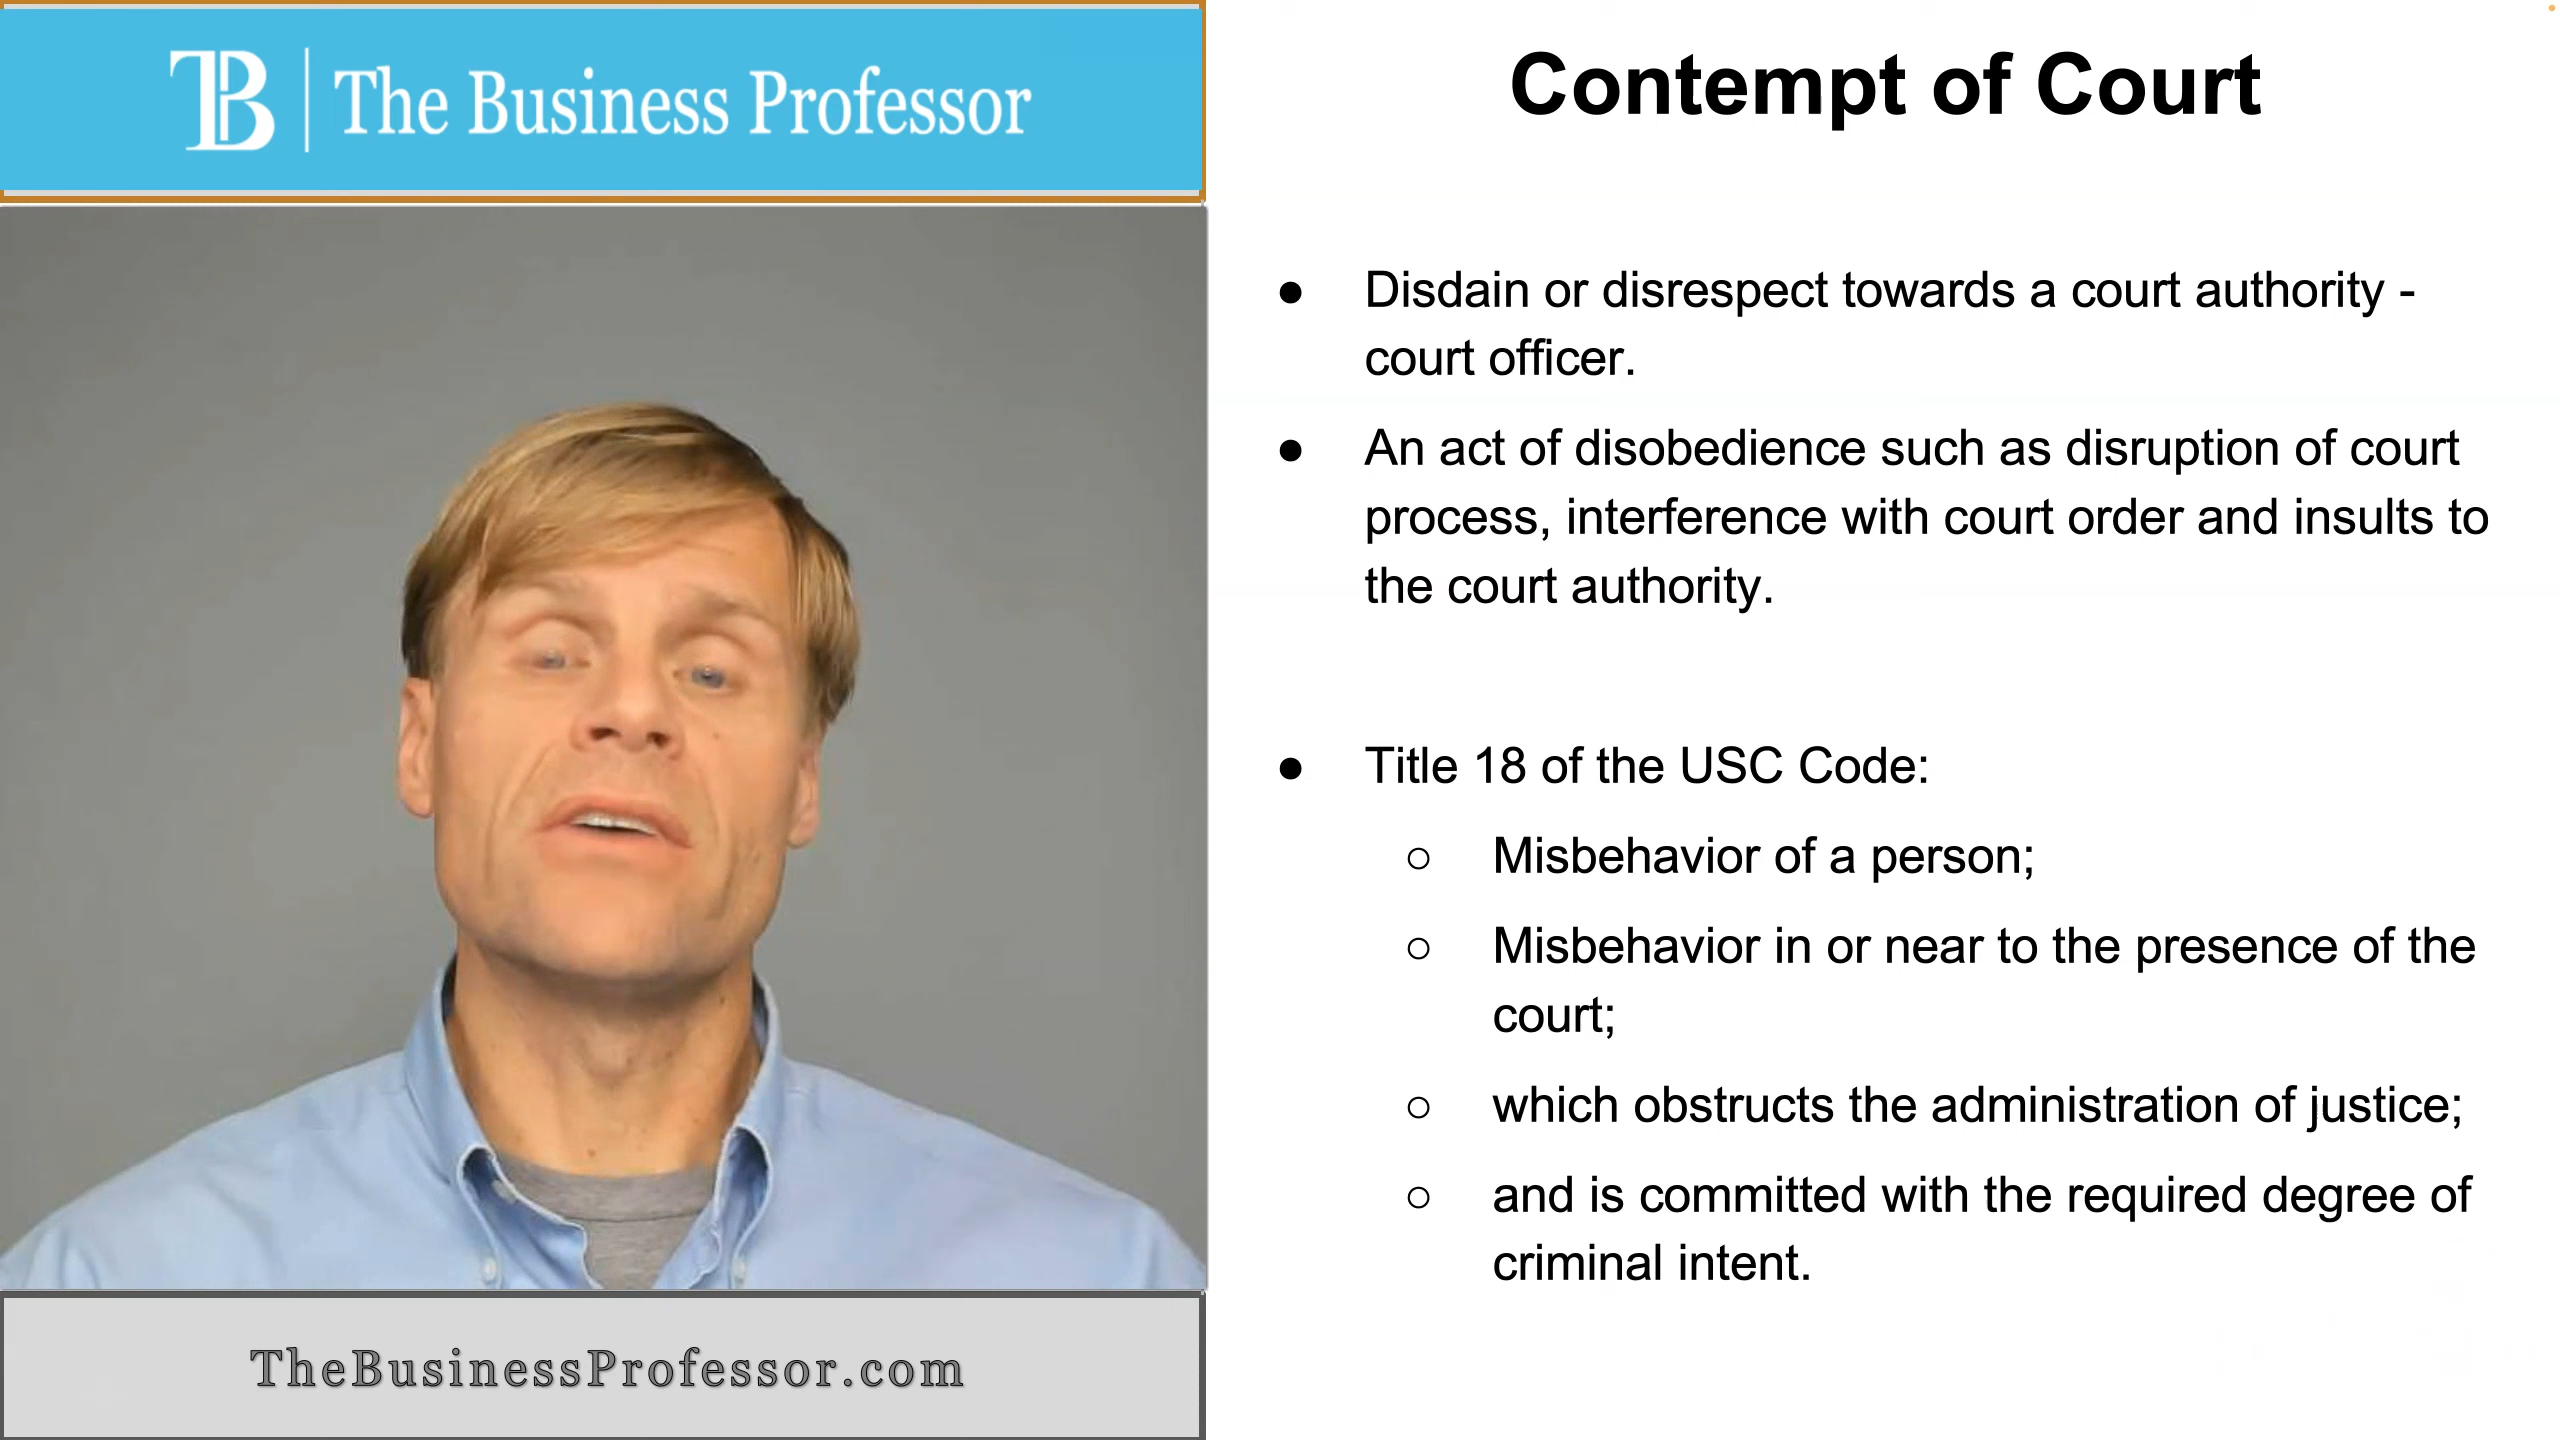 The Business Professor
Contempt of Court
● Disdain or disrespect towards a court authority -
court officer.
● An act of disobedience such as disruption of court
process, interference with court order and insults to
the court authority.
● Title 18 of the USC Code:
○ Misbehavior of a person;
○ Misbehavior in or near to the presence of the
court;
○ which obstructs the administration of justice;
○ and is committed with the required degree of
criminal intent.
TheBusinessProfessor.com